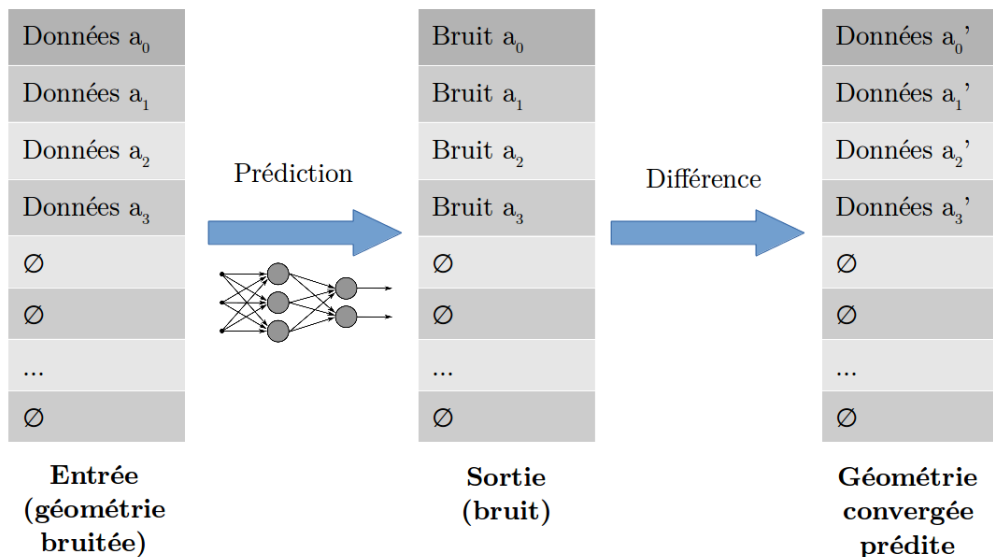 Données a₀
Données a₁
Données a₂
Données a₃
∅
∅
...
∅
Entrée
(géométrie
bruitée)
Prédiction
Bruit a₀
Bruit a₁
Bruit a₂
Bruit a₃
∅
∅
...
∅
Sortie
(bruit)
Différence
Données a₀’
Données a₁’
Données a₂’
Données a₃’
∅
∅
...
∅
Géométrie
convergée
prédite